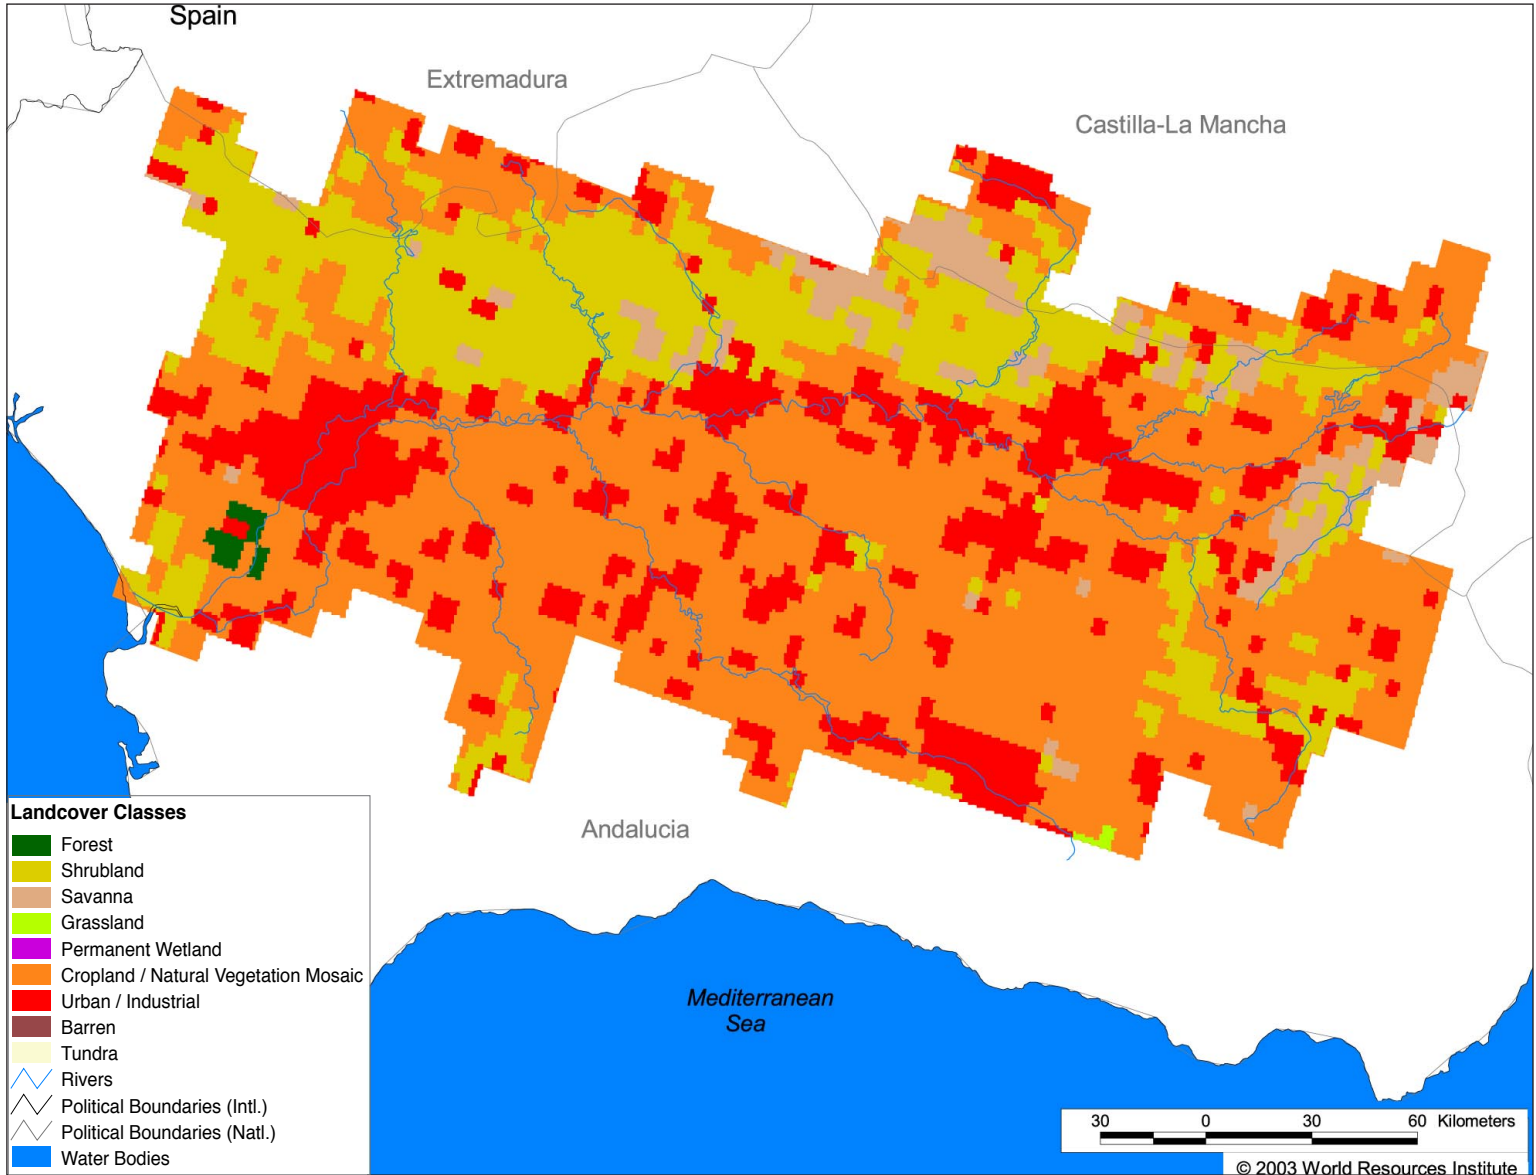 Spain
Extremadura
Castilla-La Mancha
Andalucia
Mediterranean
Sea
Landcover Classes
Forest
Shrubland
Savanna
Grassland
Permanent Wetland
Cropland / Natural Vegetation Mosaic
Urban / Industrial
Barren
Tundra
Rivers
Political Boundaries (Intl.)
Political Boundaries (Natl.)
Water Bodies
30 0 30 60 Kilometers
© 2003 World Resources Institute